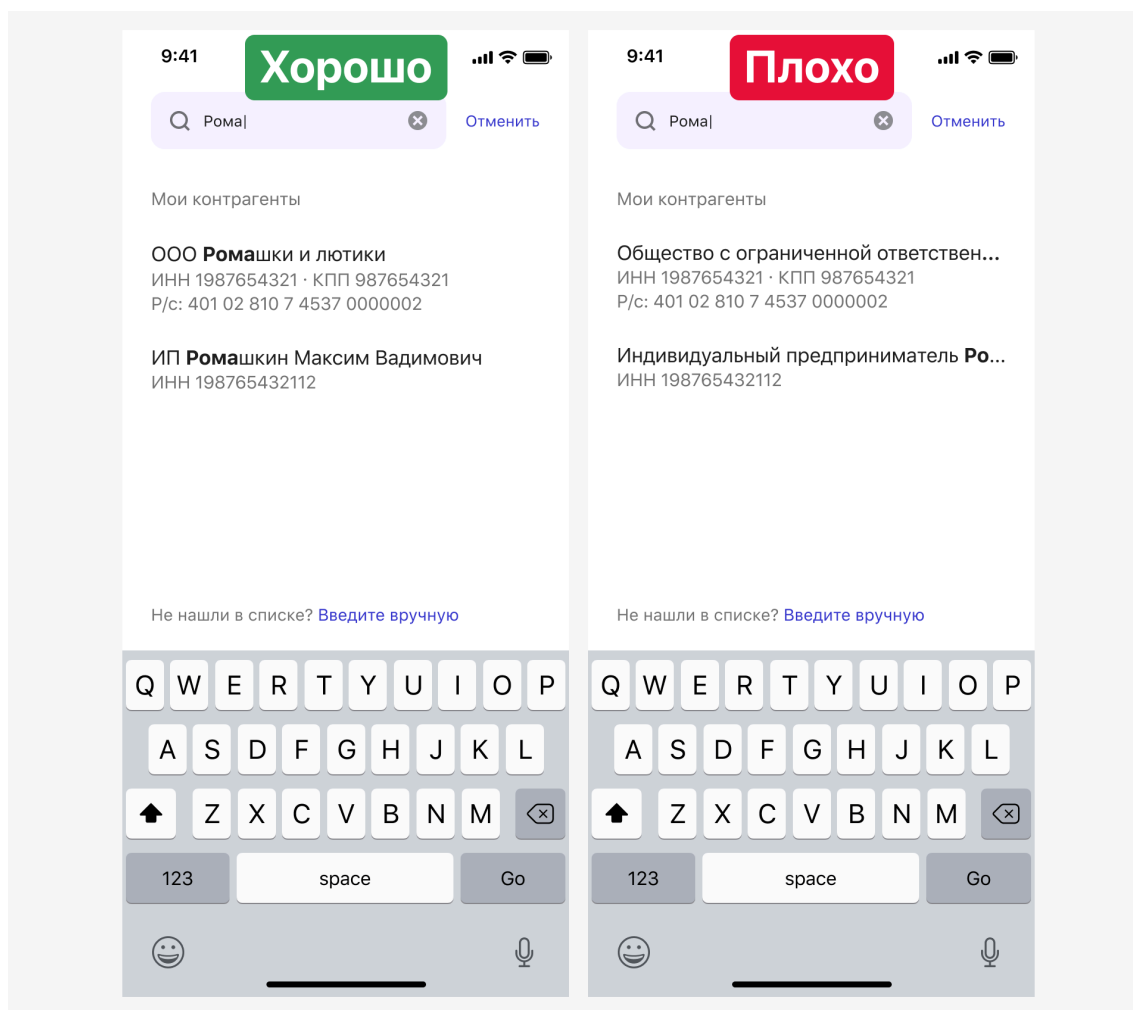 9:41
Хорошо
Рома
Отменить
Мои контрагенты
ООО Ромашки и лютики
ИНН 1987654321 · КПП 987654321
Р/с: 401 02 810 7 4537 0000002
ИП Ромашкин Максим Вадимович
ИНН 198765432112
Не нашли в списке? Введите вручную
Q W E R T Y U I O P
A S D F G H J K L
Z X C V B N M
123 space Go
9:41
Плохо
Рома
Отменить
Мои контрагенты
Общество с ограниченной ответствен...
ИНН 1987654321 · КПП 987654321
Р/с: 401 02 810 7 4537 0000002
Индивидуальный предприниматель Ро...
ИНН 198765432112
Не нашли в списке? Введите вручную
Q W E R T Y U I O P
A S D F G H J K L
Z X C V B N M
123 space Go